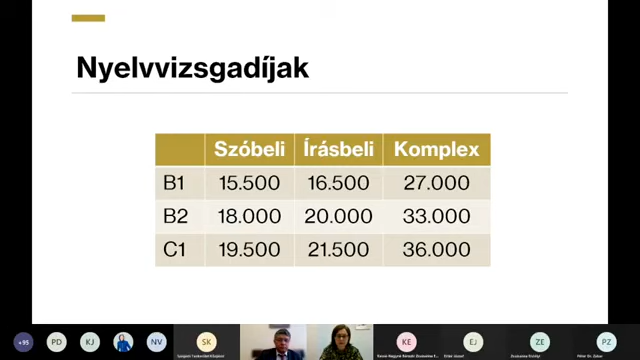 Nyelvvizsgadíjak
Szóbeli Írásbeli Komplex
B1 15.500 16.500 27.000
B2 18.000 20.000 33.000
C1 19.500 21.500 36.000
+95 PD KJ NV SK KE EJ ZE PZ